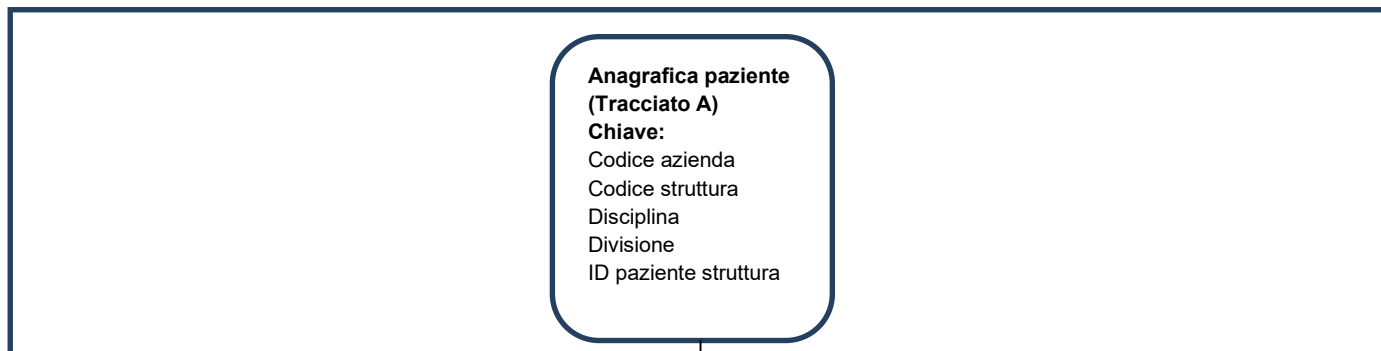 Anagrafica paziente
(Tracciato A)
Chiave:
Codice azienda
Codice struttura
Disciplina
Divisione
ID paziente struttura